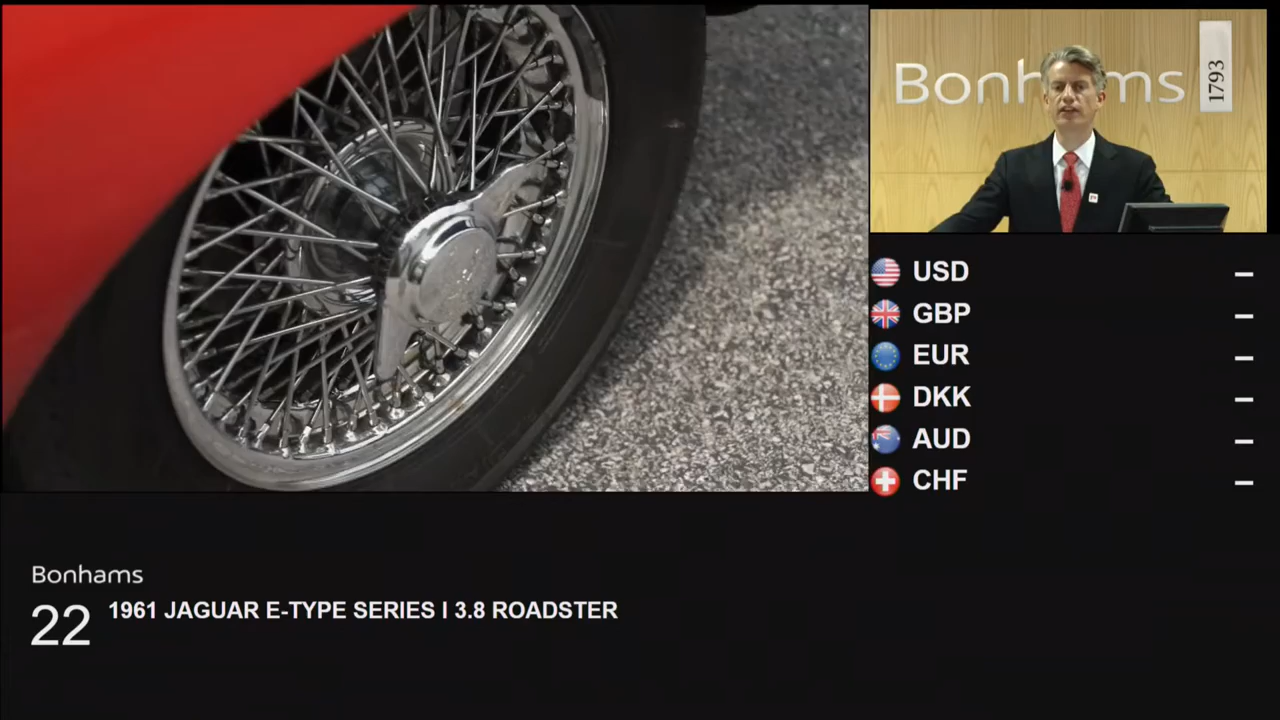 Bonhams
1793
USD –
GBP –
EUR –
DKK –
AUD –
CHF –
Bonhams
22
1961 JAGUAR E-TYPE SERIES I 3.8 ROADSTER